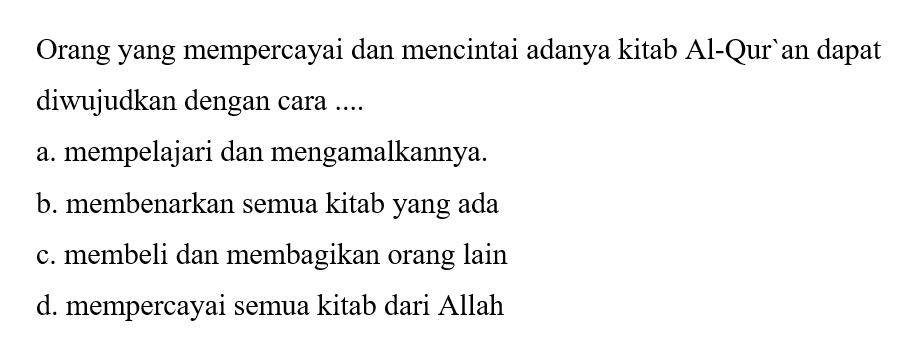 Orang yang mempercayai dan mencintai adanya kitab Al-Qur`an dapat
diwujudkan dengan cara ....
a. mempelajari dan mengamalkannya.
b. membenarkan semua kitab yang ada
c. membeli dan membagikan orang lain
d. mempercayai semua kitab dari Allah